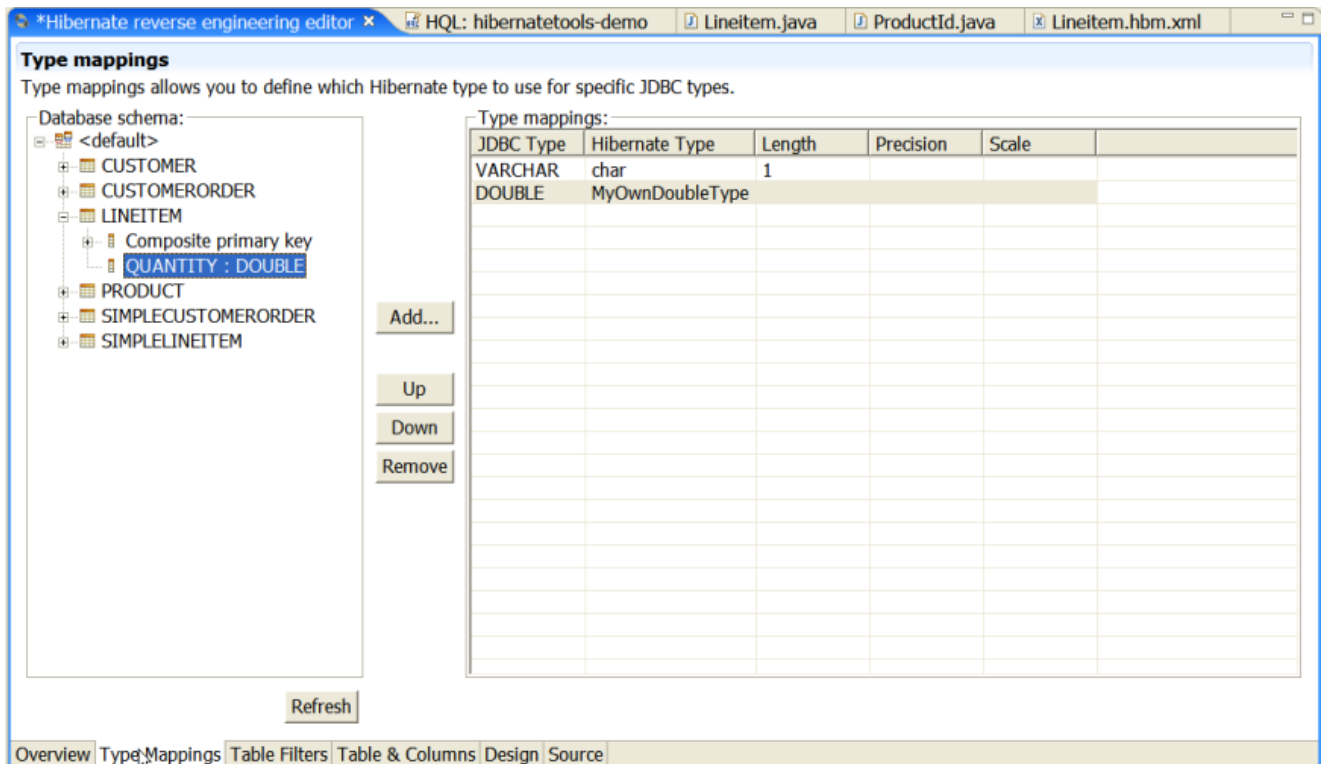 *Hibernate reverse engineering editor HQL: hibernatetools-demo Lineitem.java ProductId.java Lineitem.hbm.xml
Type mappings
Type mappings allows you to define which Hibernate type to use for specific JDBC types.
Database schema:
<default>
CUSTOMER
CUSTOMERORDER
LINEITEM
Composite primary key
QUANTITY : DOUBLE
PRODUCT
SIMPLECUSTOMERORDER
SIMPLELINEITEM
Add...
Up
Down
Remove
Type mappings:
JDBC Type Hibernate Type Length Precision Scale
VARCHAR char 1
DOUBLE MyOwnDoubleType
Refresh
Overview Type Mappings Table Filters Table & Columns Design Source